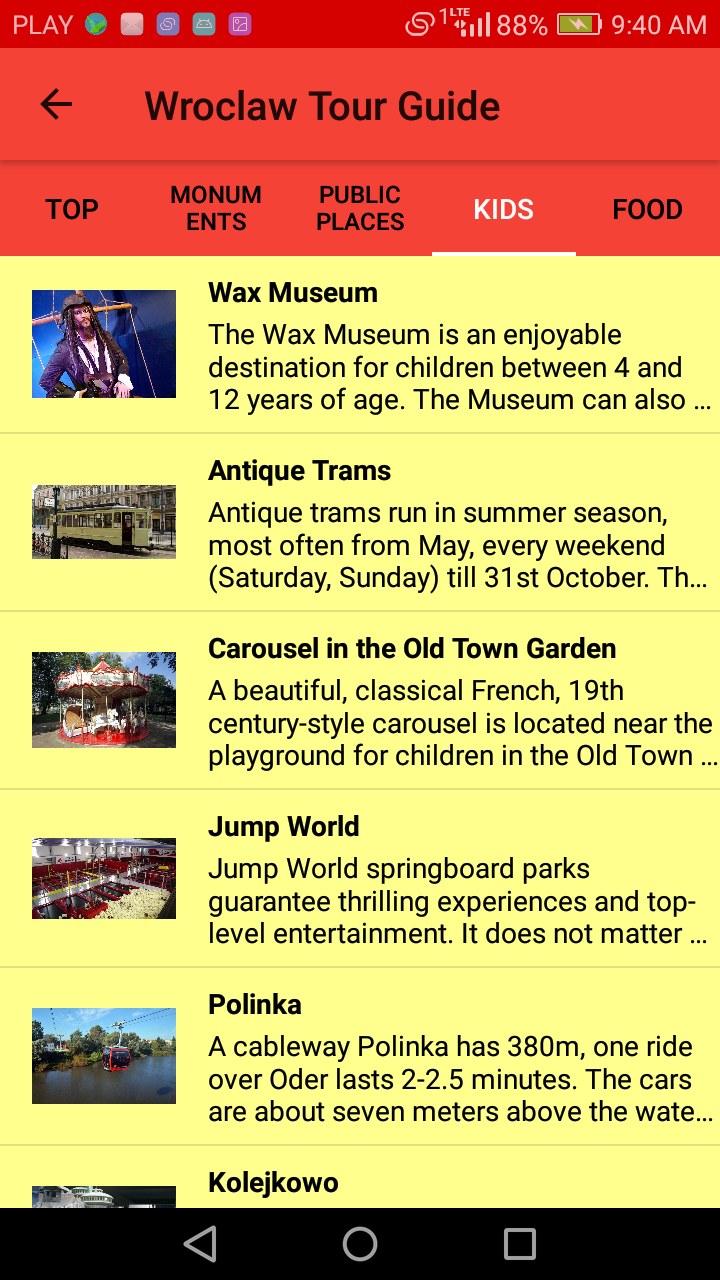 PLAY 1 LTE 88% 9:40 AM
Wroclaw Tour Guide
TOP
MONUM
ENTS
PUBLIC
PLACES
KIDS
FOOD
Wax Museum
The Wax Museum is an enjoyable
destination for children between 4 and
12 years of age. The Museum can also ...
Antique Trams
Antique trams run in summer season,
most often from May, every weekend
(Saturday, Sunday) till 31st October. Th...
Carousel in the Old Town Garden
A beautiful, classical French, 19th
century-style carousel is located near the
playground for children in the Old Town ...
Jump World
Jump World springboard parks
guarantee thrilling experiences and top-
level entertainment. It does not matter ...
Polinka
A cableway Polinka has 380m, one ride
over Oder lasts 2-2.5 minutes. The cars
are about seven meters above the wate...
Kolejkowo